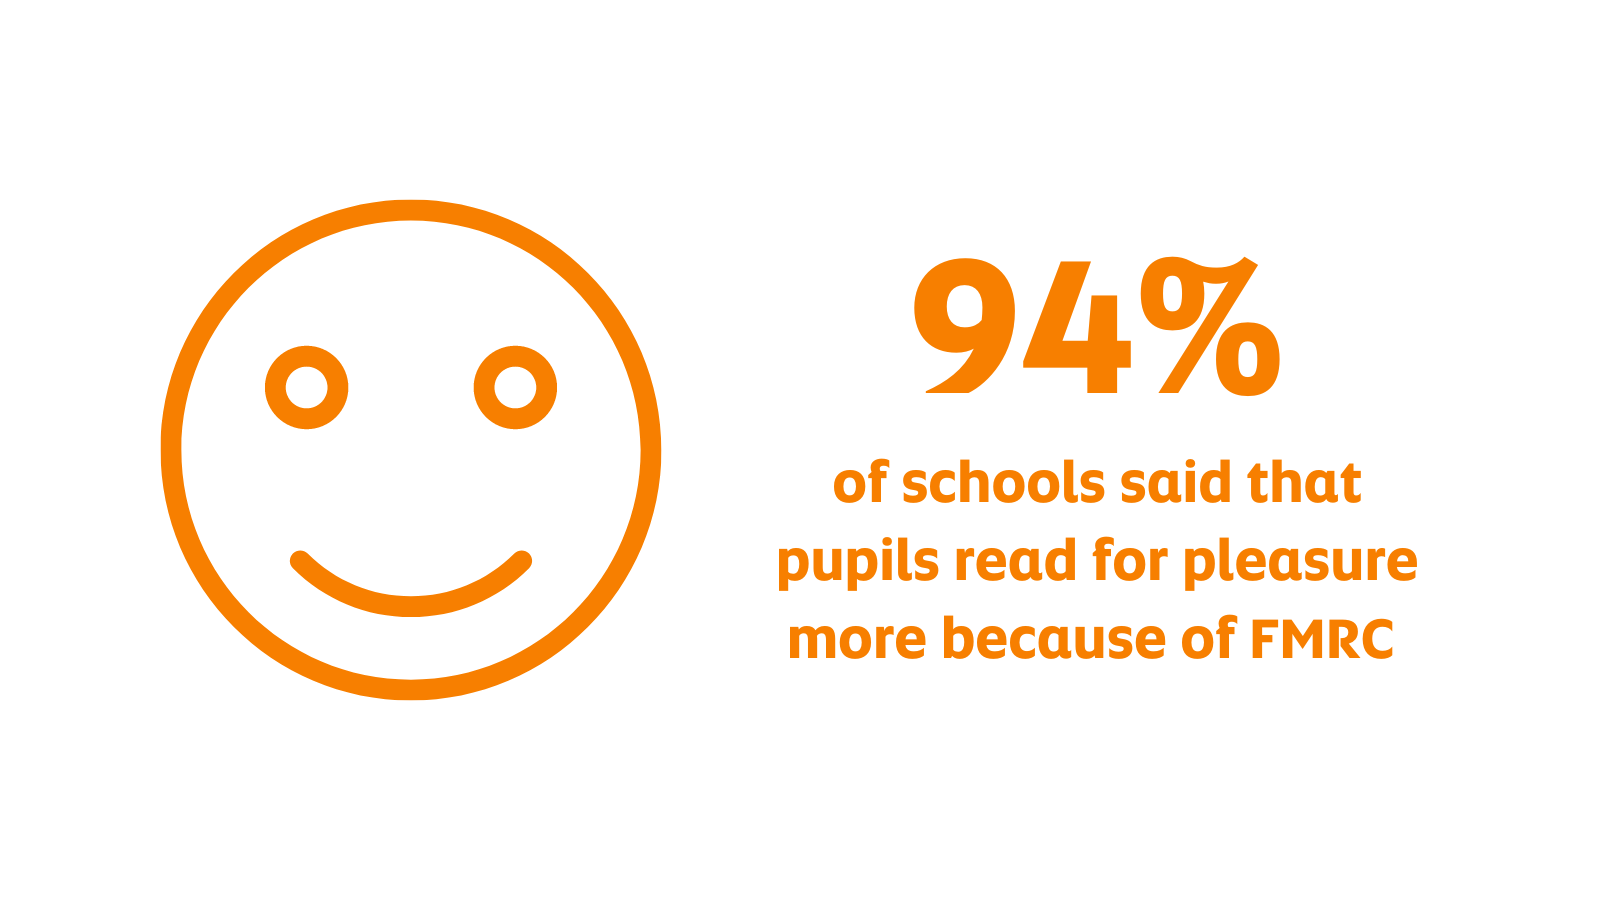 94%
of schools said that
pupils read for pleasure
more because of FMRC